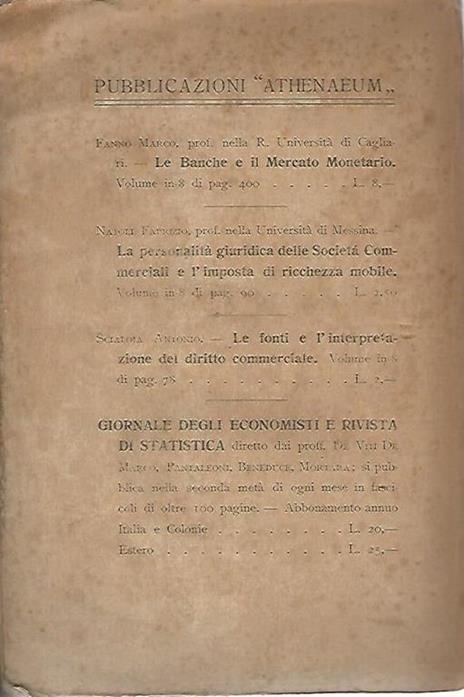 PUBBLICAZIONI "ATHENAEUM„
FANNO MARCO, prof. nella R. Università di Caglia-
ri. — Le Banche e il Mercato Monetario.
Volume in-8 di pag. 400 . . . . . L. 8,—
NAPOLI FABRIZIO, prof. nella Università di Messina. —
La personalità giuridica delle Società Com-
merciali e l'imposta di ricchezza mobile.
Volume in-8 di pag. 90 . . . . . L. 2,50
SCIALOIA ANTONIO. — Le fonti e l'interpreta-
zione del diritto commerciale. Volume in-8
di pag. 78 . . . . . . . . . . L. 2,—
GIORNALE DEGLI ECONOMISTI E RIVISTA
DI STATISTICA diretto dai proff. DE VITI DE
MARCO, PANTALEONI, BENEDUCE, MORTARA; si pub-
blica nella seconda metà di ogni mese in fasci-
coli di oltre 100 pagine. — Abbonamento annuo
Italia e Colonie . . . . . . . . L. 20,—
Estero . . . . . . . . . . . L. 25,—